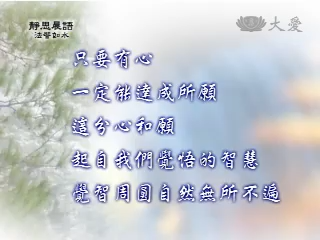 靜思晨語
法譬如水
大愛
只要有心
一定能達成所願
這分心和願
起自我們覺悟的智慧
覺智周圓自然無所不遍